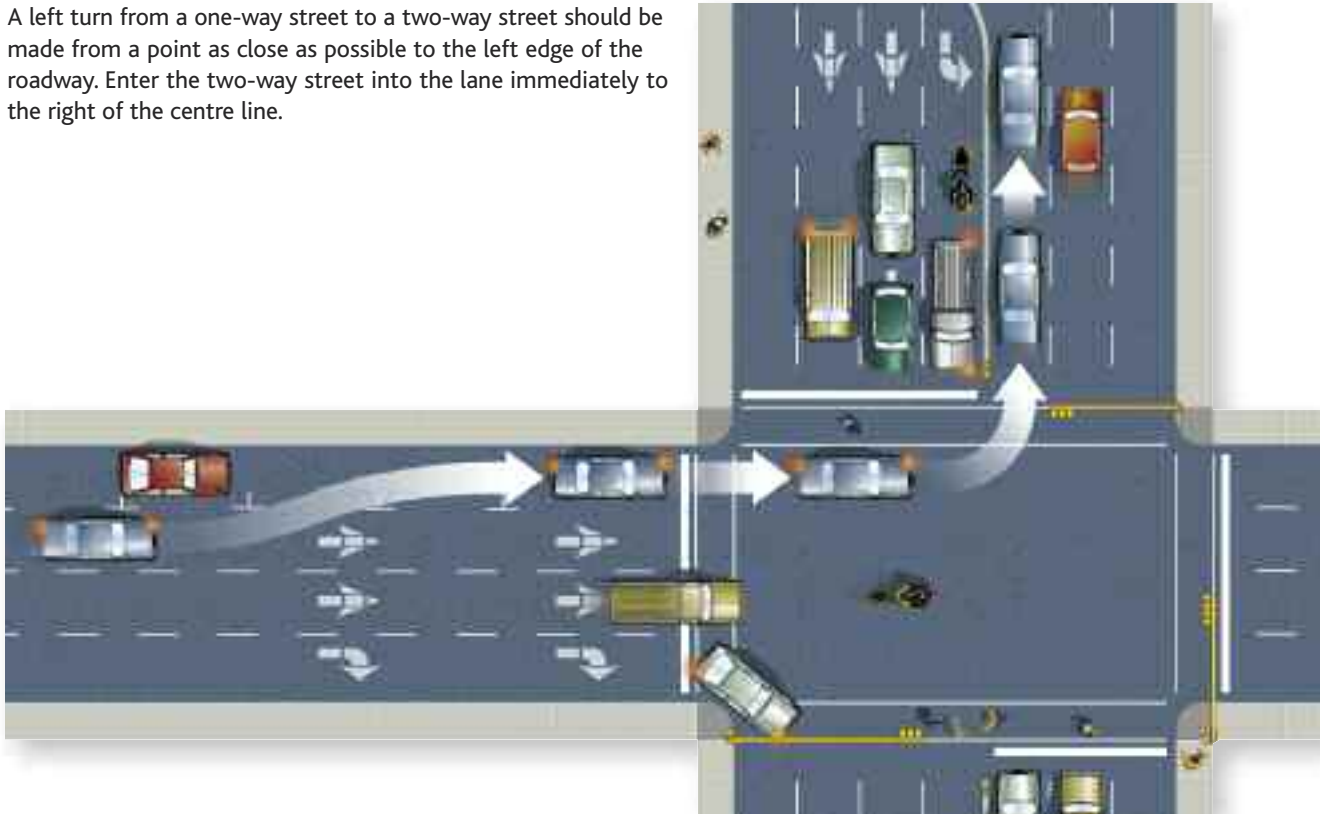 A left turn from a one-way street to a two-way street should be
made from a point as close as possible to the left edge of the
roadway. Enter the two-way street into the lane immediately to
the right of the centre line.